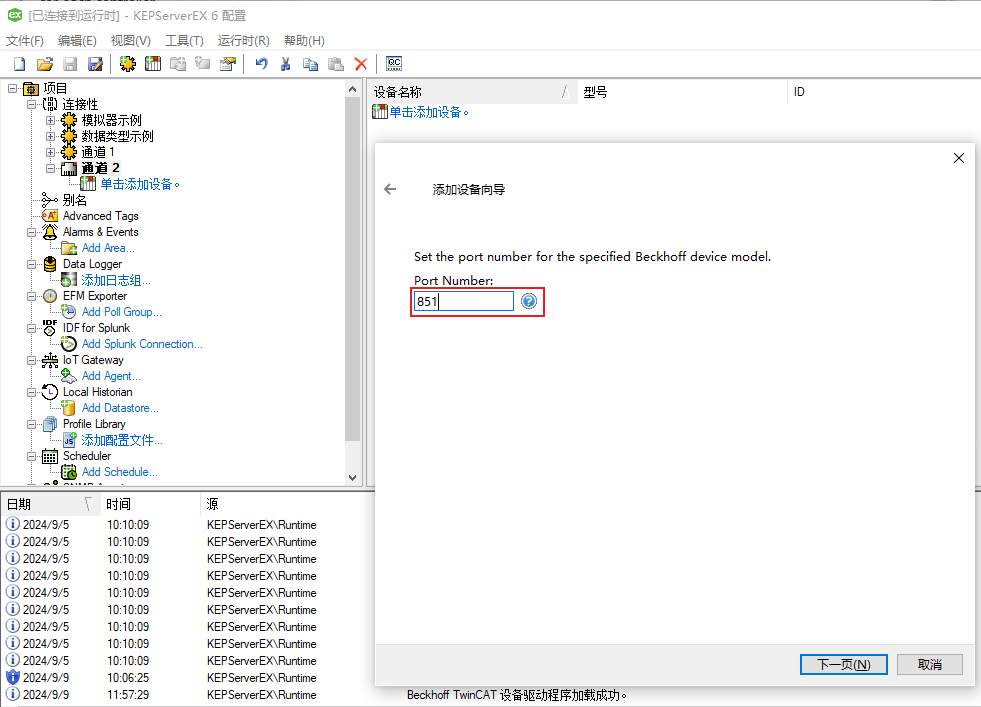 [已连接到运行时] - KEPServerEX 6 配置
文件(F) 编辑(E) 视图(V) 工具(T) 运行时(R) 帮助(H)
项目
连接性
模拟器示例
数据类型示例
通道 1
通道 2
单击添加设备。
别名
Advanced Tags
Alarms & Events
Add Area...
Data Logger
添加日志组...
EFM Exporter
Add Poll Group...
IDF for Splunk
Add Splunk Connection...
IoT Gateway
Add Agent...
Local Historian
Add Datastore...
Profile Library
添加配置文件...
Scheduler
Add Schedule...
设备名称 型号 ID
单击添加设备。
添加设备向导
Set the port number for the specified Beckhoff device model.
Port Number:
851
下一页(N) 取消
日期 时间 源
2024/9/5 10:10:09 KEPServerEX\Runtime
2024/9/5 10:10:09 KEPServerEX\Runtime
2024/9/5 10:10:09 KEPServerEX\Runtime
2024/9/5 10:10:09 KEPServerEX\Runtime
2024/9/5 10:10:09 KEPServerEX\Runtime
2024/9/5 10:10:09 KEPServerEX\Runtime
2024/9/5 10:10:09 KEPServerEX\Runtime
2024/9/5 10:10:09 KEPServerEX\Runtime
2024/9/5 10:10:09 KEPServerEX\Runtime
2024/9/9 10:06:25 KEPServerEX\Runtime
2024/9/9 11:57:29 KEPServerEX\Runtime Beckhoff TwinCAT 设备驱动程序加载成功。